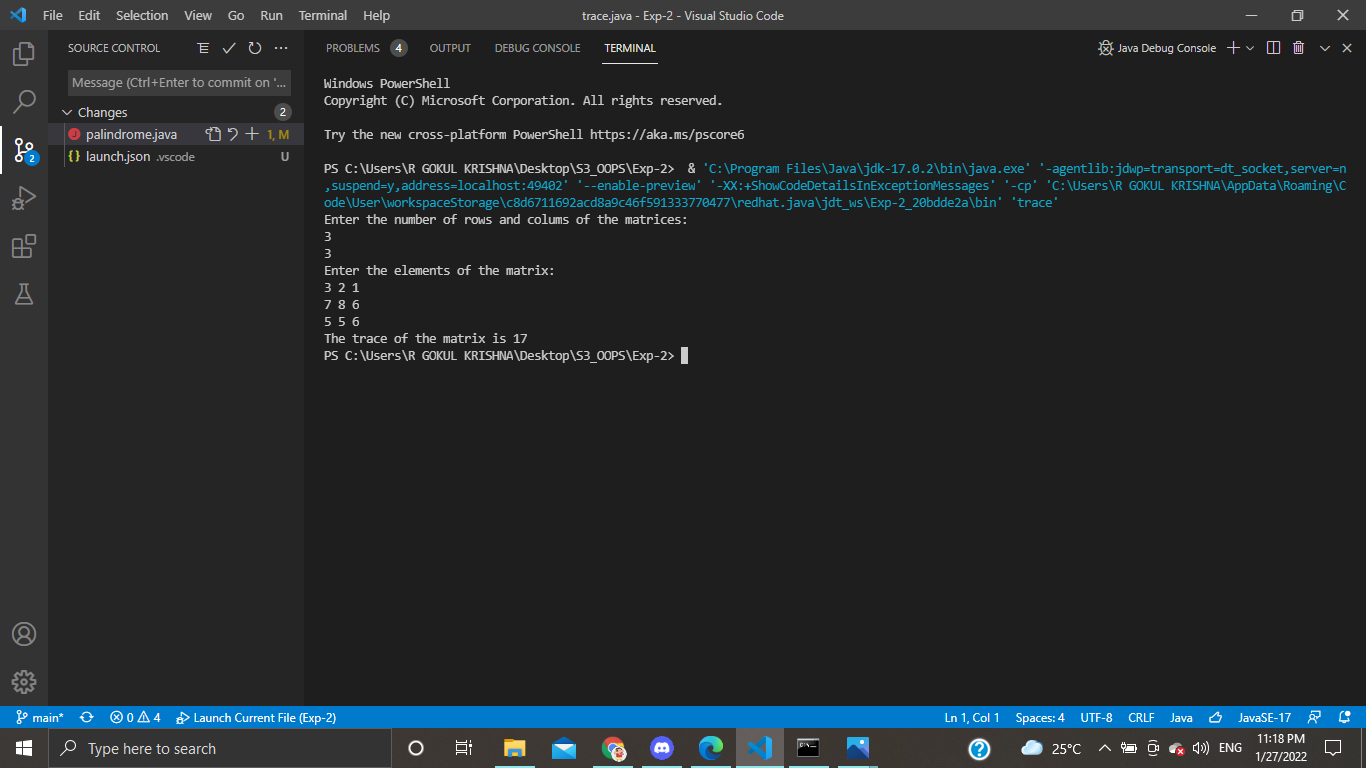 File Edit Selection View Go Run Terminal Help
trace.java - Exp-2 - Visual Studio Code
SOURCE CONTROL
Message (Ctrl+Enter to commit on '...
Changes 2
palindrome.java 1, M
launch.json .vscode U
2
PROBLEMS 4 OUTPUT DEBUG CONSOLE TERMINAL
Java Debug Console
Windows PowerShell
Copyright (C) Microsoft Corporation. All rights reserved.
Try the new cross-platform PowerShell https://aka.ms/pscore6
PS C:\Users\R GOKUL KRISHNA\Desktop\S3_OOPS\Exp-2> & 'C:\Program Files\Java\jdk-17.0.2\bin\java.exe' '-agentlib:jdwp=transport=dt_socket,server=n
,suspend=y,address=localhost:49402' '--enable-preview' '-XX:+ShowCodeDetailsInExceptionMessages' '-cp' 'C:\Users\R GOKUL KRISHNA\AppData\Roaming\C
ode\User\workspaceStorage\c8d6711692acd8a9c46f591333770477\redhat.java\jdt_ws\Exp-2_20bdde2a\bin' 'trace'
Enter the number of rows and colums of the matrices:
3
3
Enter the elements of the matrix:
3 2 1
7 8 6
5 5 6
The trace of the matrix is 17
PS C:\Users\R GOKUL KRISHNA\Desktop\S3_OOPS\Exp-2>
main* 0 4 Launch Current File (Exp-2)
Ln 1, Col 1 Spaces: 4 UTF-8 CRLF Java JavaSE-17
Type here to search
25°C ENG
11:18 PM
1/27/2022